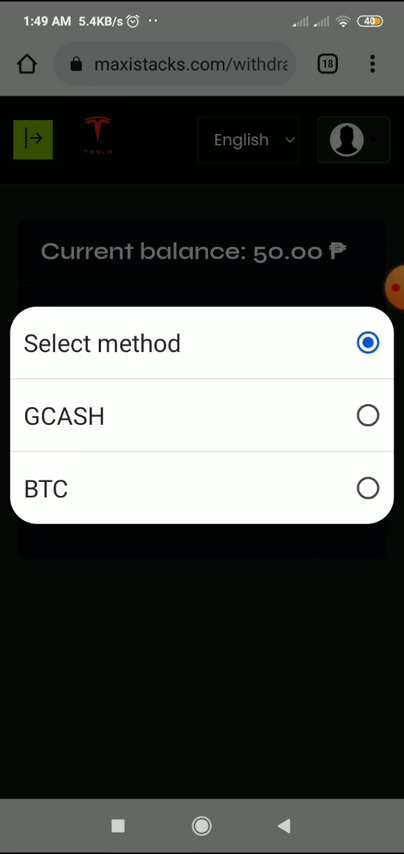 1:49 AM 5.4KB/s
40
maxistacks.com/withdra
18
TESLA
English
Current balance: 50.00 ₱
Select method
GCASH
BTC